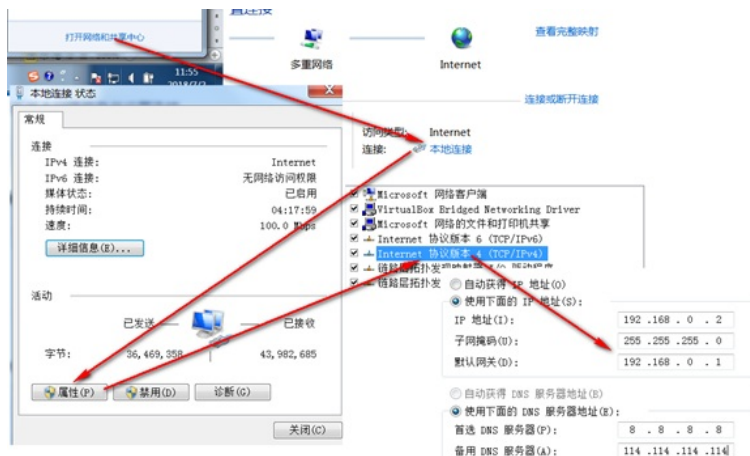 打开网络和共享中心
11:55
本地连接 状态
常规
连接
IPv4 连接: Internet
IPv6 连接: 无网络访问权限
媒体状态: 已启用
持续时间: 04:17:59
速度: 100.0 Mbps
详细信息(E)...
活动
已发送 已接收
字节: 36,469,358 43,982,685
属性(P) 禁用(D) 诊断(G)
关闭(C)
查看完整映射
多重网络 Internet
连接或断开连接
访问类型: Internet
连接: 本地连接
Microsoft 网络客户端
VirtualBox Bridged Networking Driver
Microsoft 网络的文件和打印机共享
Internet 协议版本 6 (TCP/IPv6)
Internet 协议版本 4 (TCP/IPv4)
链路层拓扑发
自动获得 IP 地址(O)
使用下面的 IP 地址(S):
IP 地址(I): 192 .168 . 0 . 2
子网掩码(U): 255 .255 .255 . 0
默认网关(D): 192 .168 . 0 . 1
自动获得 DNS 服务器地址(B)
使用下面的 DNS 服务器地址(E):
首选 DNS 服务器(P): 8 . 8 . 8 . 8
备用 DNS 服务器(A): 114 .114 .114 .114